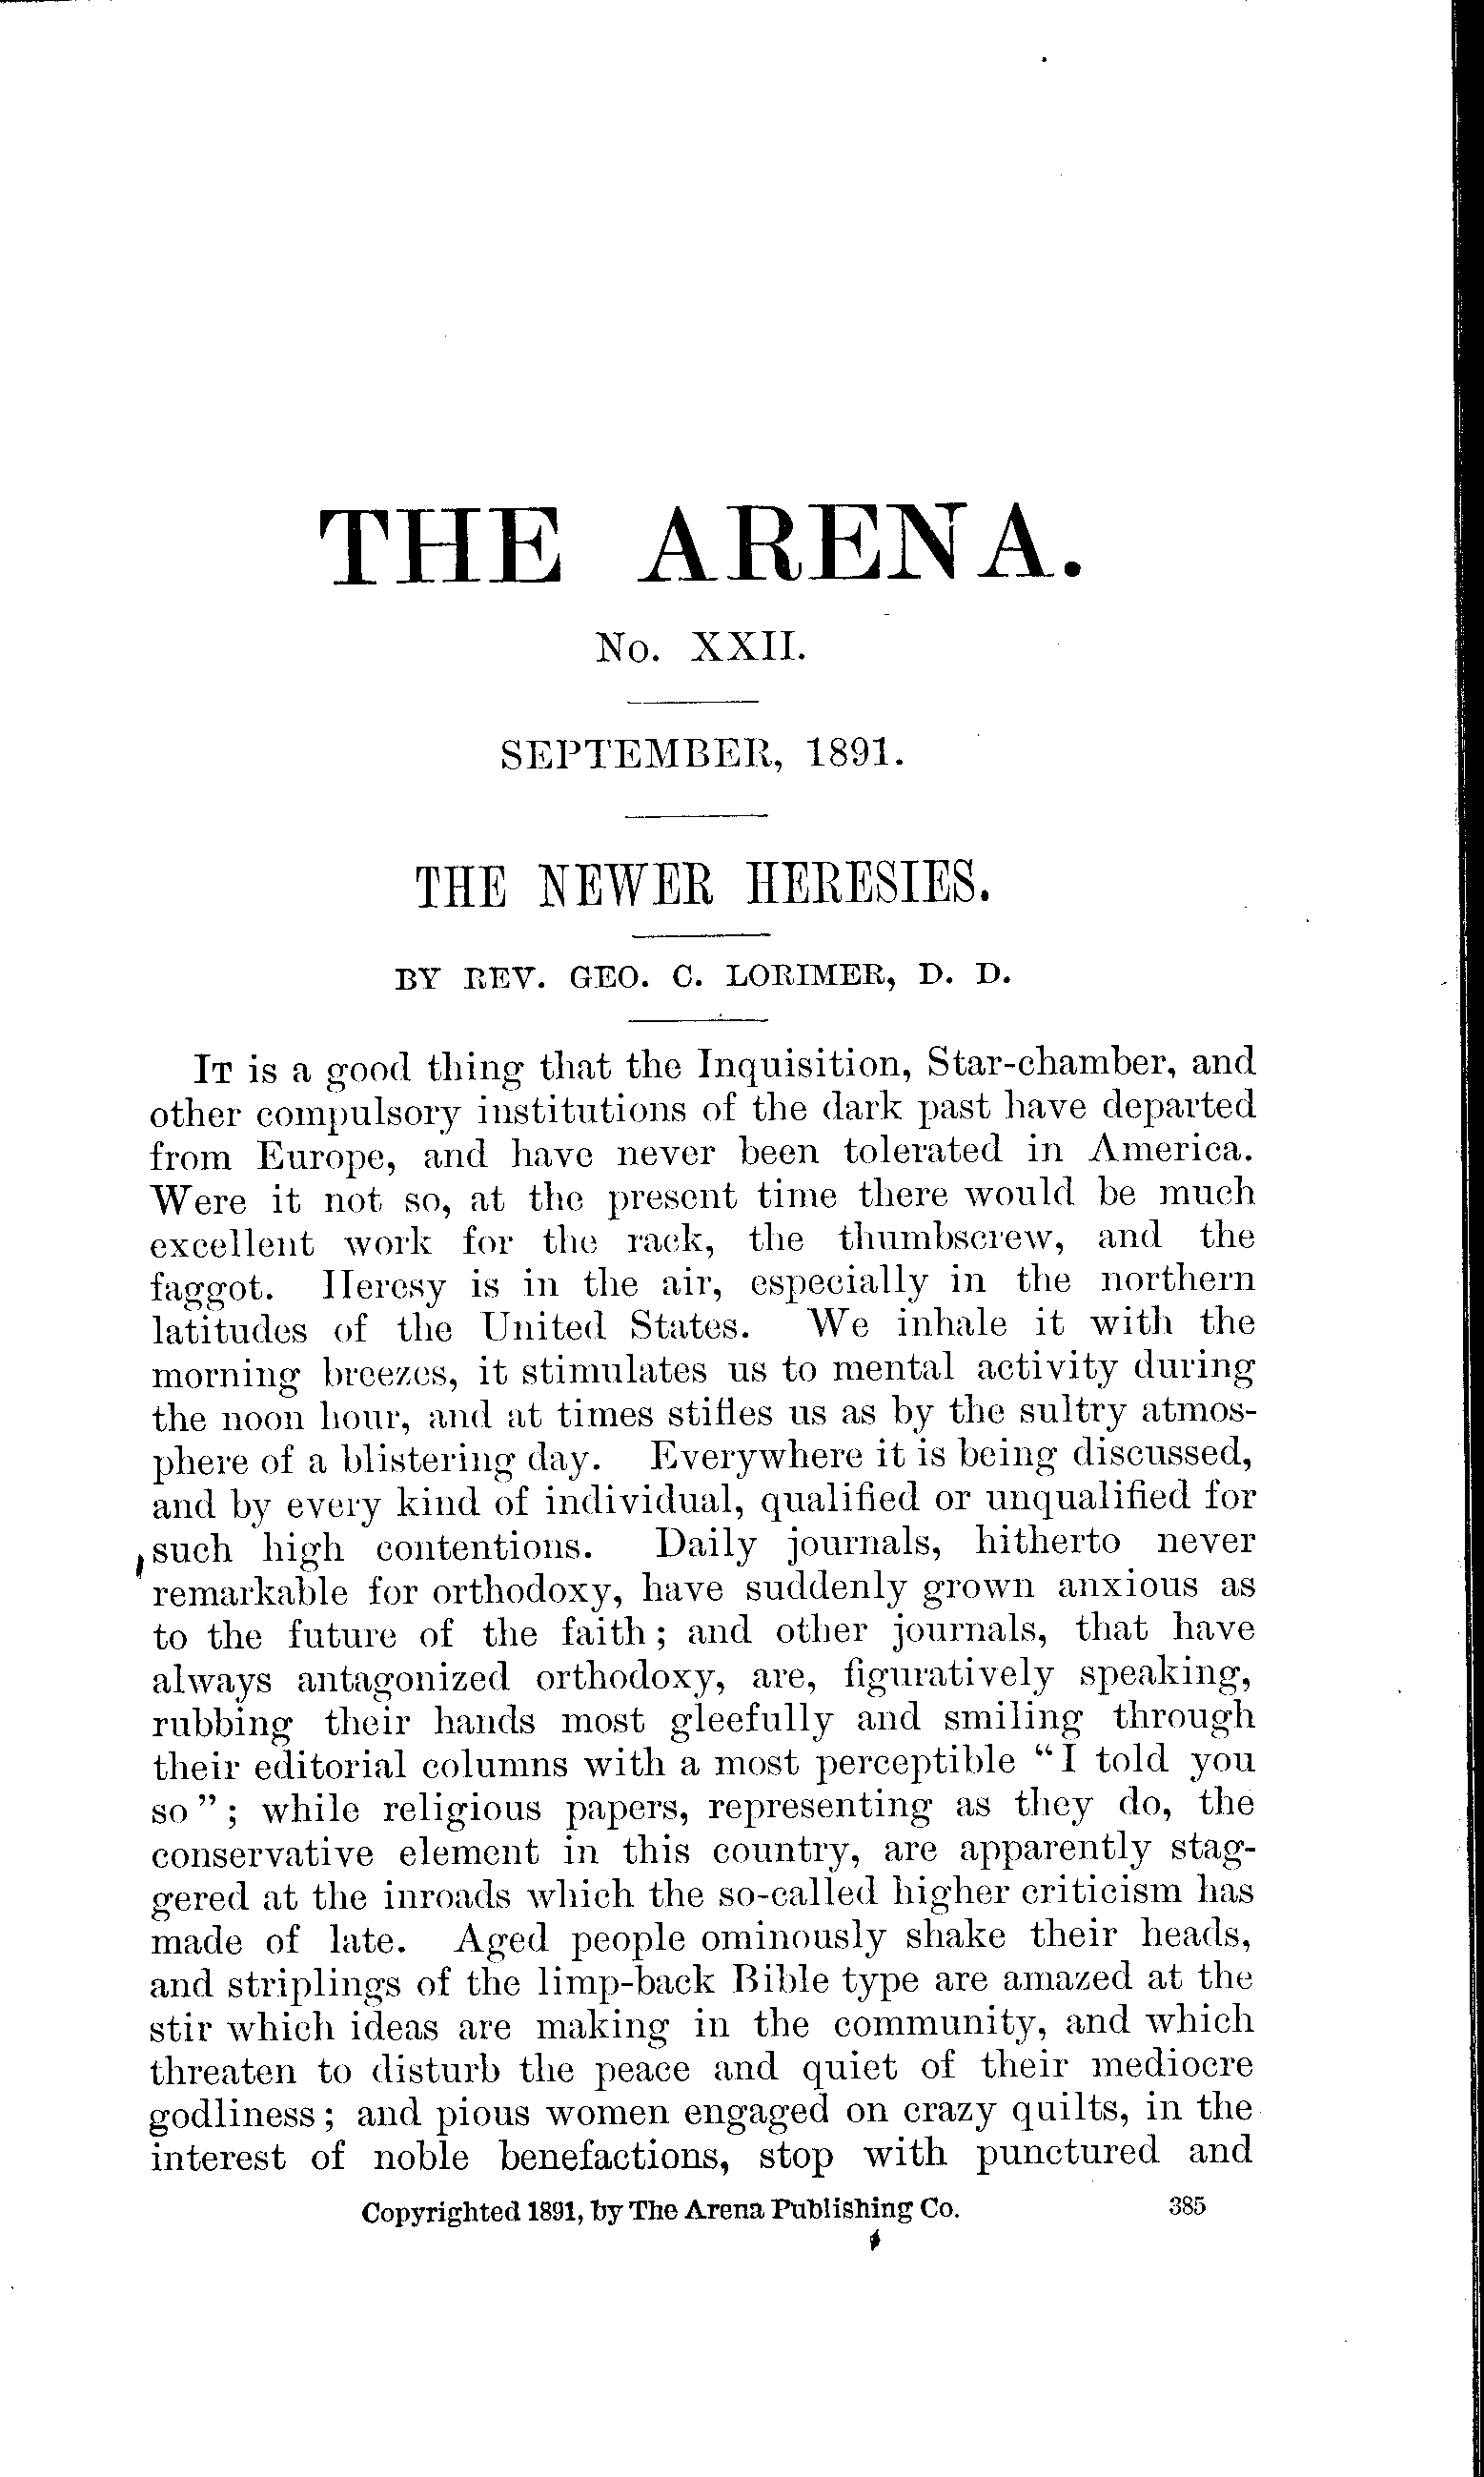 THE ARENA.
No. XXII.
SEPTEMBER, 1891.
THE NEWER HERESIES.
BY REV. GEO. C. LORIMER, D. D.
IT is a good thing that the Inquisition, Star-chamber, and
other compulsory institutions of the dark past have departed
from Europe, and have never been tolerated in America.
Were it not so, at the present time there would be much
excellent work for the rack, the thumbscrew, and the
faggot. Heresy is in the air, especially in the northern
latitudes of the United States. We inhale it with the
morning breezes, it stimulates us to mental activity during
the noon hour, and at times stifles us as by the sultry atmos-
phere of a blistering day. Everywhere it is being discussed,
and by every kind of individual, qualified or unqualified for
such high contentions. Daily journals, hitherto never
remarkable for orthodoxy, have suddenly grown anxious as
to the future of the faith; and other journals, that have
always antagonized orthodoxy, are, figuratively speaking,
rubbing their hands most gleefully and smiling through
their editorial columns with a most perceptible "I told you
so"; while religious papers, representing as they do, the
conservative element in this country, are apparently stag-
gered at the inroads which the so-called higher criticism has
made of late. Aged people ominously shake their heads,
and striplings of the limp-back Bible type are amazed at the
stir which ideas are making in the community, and which
threaten to disturb the peace and quiet of their mediocre
godliness; and pious women engaged on crazy quilts, in the
interest of noble benefactions, stop with punctured and
Copyrighted 1891, by The Arena Publishing Co. 385